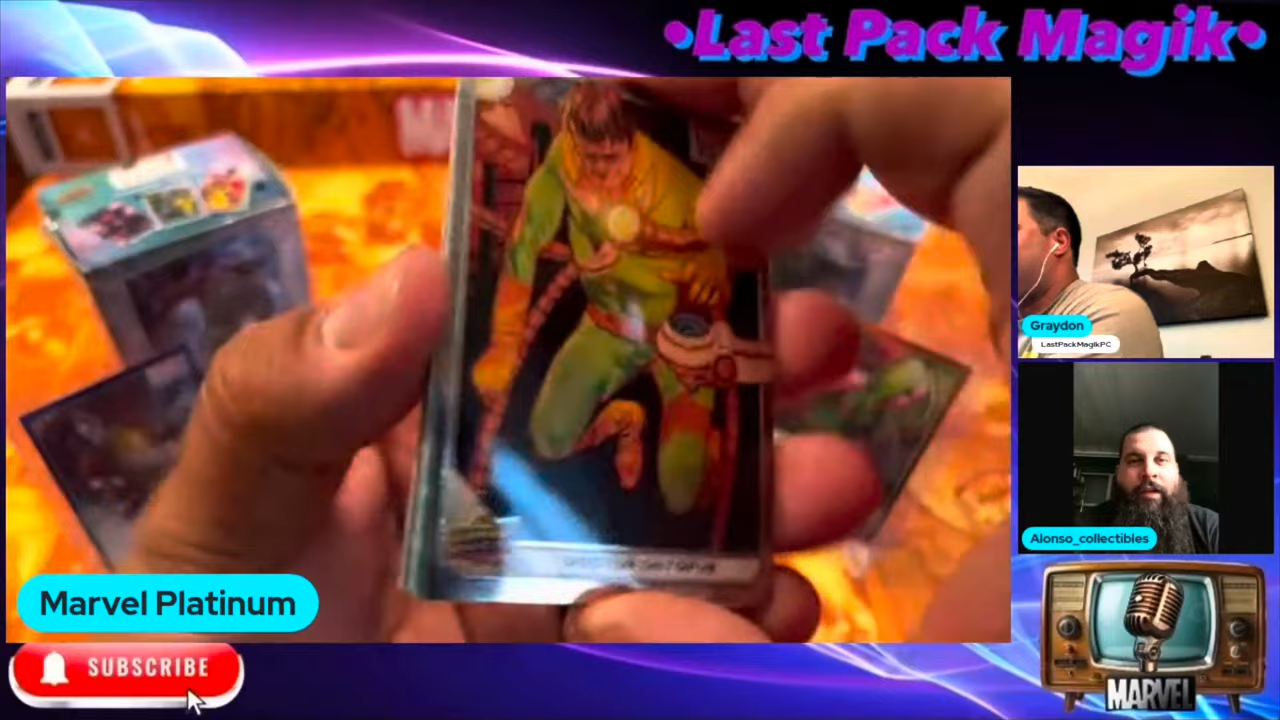 •Last Pack Magik•
Graydon
LastPackMagikPC
Alonso_collectibles
Marvel Platinum
SUBSCRIBE
MARVEL